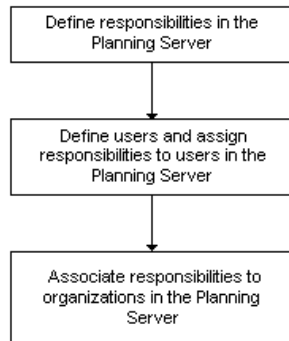 Define responsibilities in the
Planning Server
Define users and assign
responsibilities to users in the
Planning Server
Associate responsibilities to
organizations in the Planning
Server